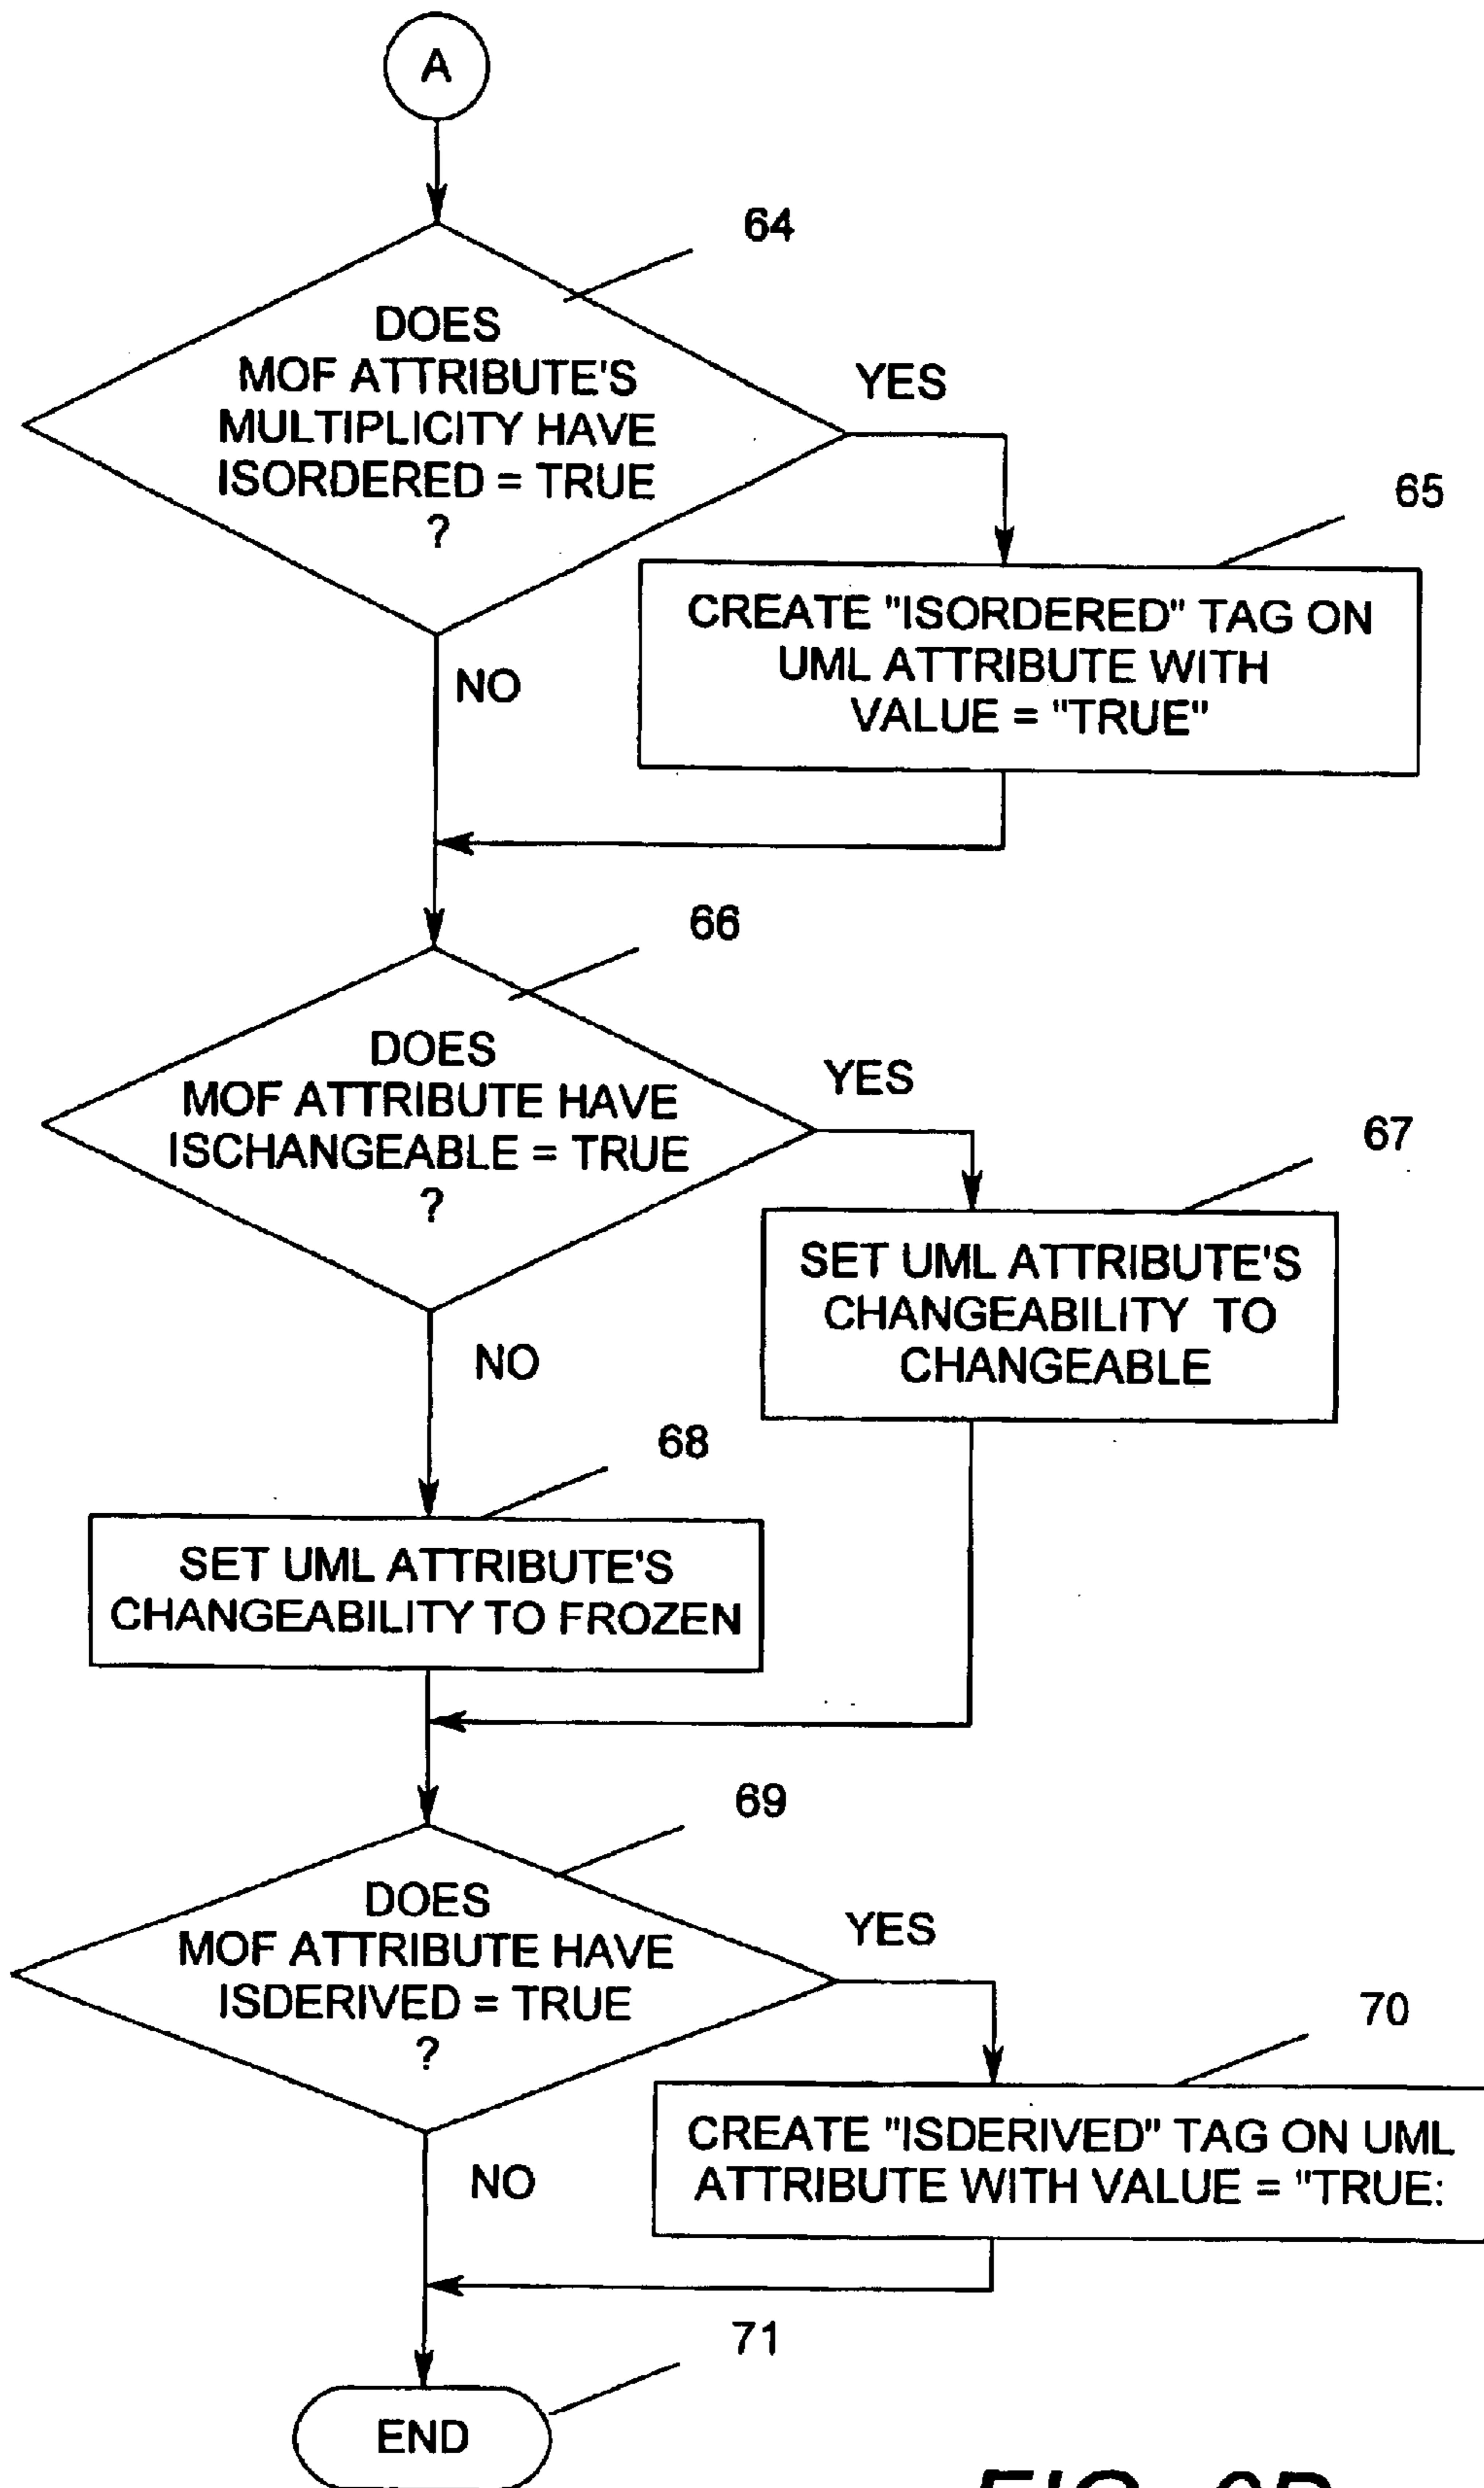 A
64
DOES
MOF ATTRIBUTE'S
MULTIPLICITY HAVE
ISORDERED = TRUE
?
YES
65
CREATE "ISORDERED" TAG ON
UML ATTRIBUTE WITH
VALUE = "TRUE"
NO
66
DOES
MOF ATTRIBUTE HAVE
ISCHANGEABLE = TRUE
?
YES
67
SET UML ATTRIBUTE'S
CHANGEABILITY TO
CHANGEABLE
NO
68
SET UML ATTRIBUTE'S
CHANGEABILITY TO FROZEN
69
DOES
MOF ATTRIBUTE HAVE
ISDERIVED = TRUE
?
YES
70
CREATE "ISDERIVED" TAG ON UML
ATTRIBUTE WITH VALUE = "TRUE:
NO
71
END